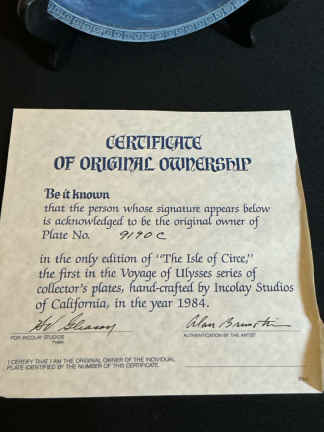 CERTIFICATE
OF ORIGINAL OWNERSHIP
Be it known
that the person whose signature appears below
is acknowledged to be the original owner of
Plate No. 9190 C
in the only edition of "The Isle of Circe,"
the first in the Voyage of Ulysses series of
collector's plates, hand-crafted by Incolay Studios
of California, in the year 1984.
Alan Brunettin
FOR INCOLAY STUDIOS
AUTHENTICATION BY THE ARTIST
I CERTIFY THAT I AM THE ORIGINAL OWNER OF THE INDIVIDUAL
PLATE IDENTIFIED BY THE NUMBER OF THIS CERTIFICATE.